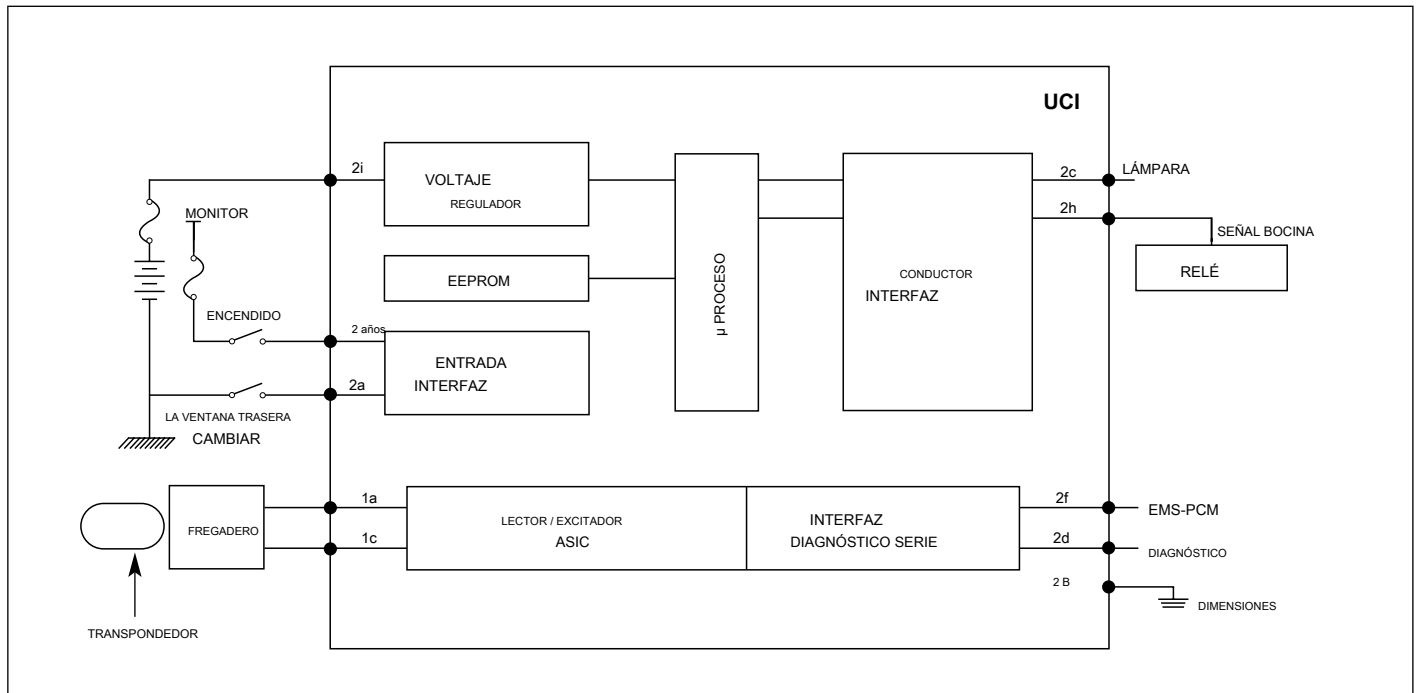 UCI
2i
VOLTAJE
REGULADOR
2c
LÁMPARA
2h
MONITOR
SEÑAL BOCINA
RELÉ
EEPROM
µ PROCESO
CONDUCTOR
INTERFAZ
ENCENDIDO
2 años
ENTRADA
INTERFAZ
2a
LA VENTANA TRASERA
CAMBIAR
1a
FREGADERO
LECTOR / EXCITADOR
ASIC
INTERFAZ
DIAGNÓSTICO SERIE
2f
EMS-PCM
1c
2d
DIAGNÓSTICO
2 B
DIMENSIONES
TRANSPONDEDOR